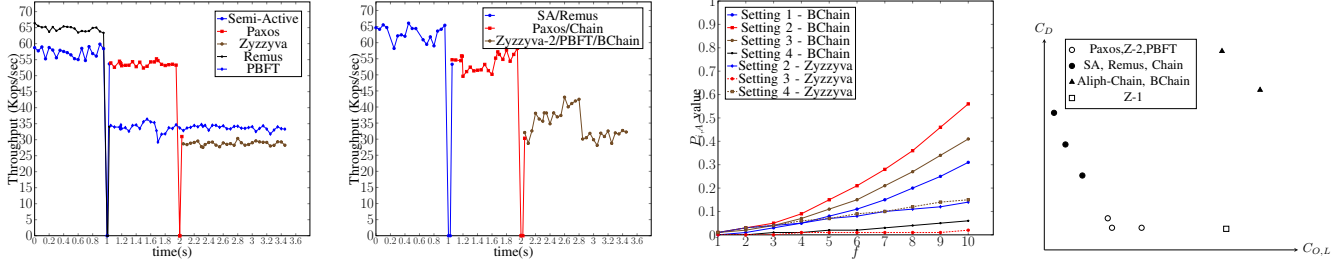 Throughput (Kops/sec)
65
60
55
50
45
40
35
30
25
20
15
10
5
0
0 0.2 0.4 0.6 0.8 1 1.2 1.4 1.6 1.8 2 2.2 2.4 2.6 2.8 3 3.2 3.4 3.6
time(s)
Semi-Active
Paxos
Zyzzyva
Remus
PBFT
Throughput (Kops/sec)
65
60
55
50
45
40
35
30
25
20
15
10
5
0
0 0.2 0.4 0.6 0.8 1 1.2 1.4 1.6 1.8 2 2.2 2.4 2.6 2.8 3 3.2 3.4 3.6 3.8
time(s)
SA/Remus
Paxos/Chain
Zyzzyva-2/PBFT/BChain
value
1
0.9
0.8
0.7
0.6
0.5
0.4
0.3
0.2
0.1
0
1 2 3 4 5 6 7 8 9 10
f
Setting 1 - BChain
Setting 2 - BChain
Setting 3 - BChain
Setting 4 - BChain
Setting 2 - Zyzzyva
Setting 3 - Zyzzyva
Setting 4 - Zyzzyva
C_D
Paxos,Z-2,PBFT
SA, Remus, Chain
Aliph-Chain, BChain
Z-1
C_{O,L}